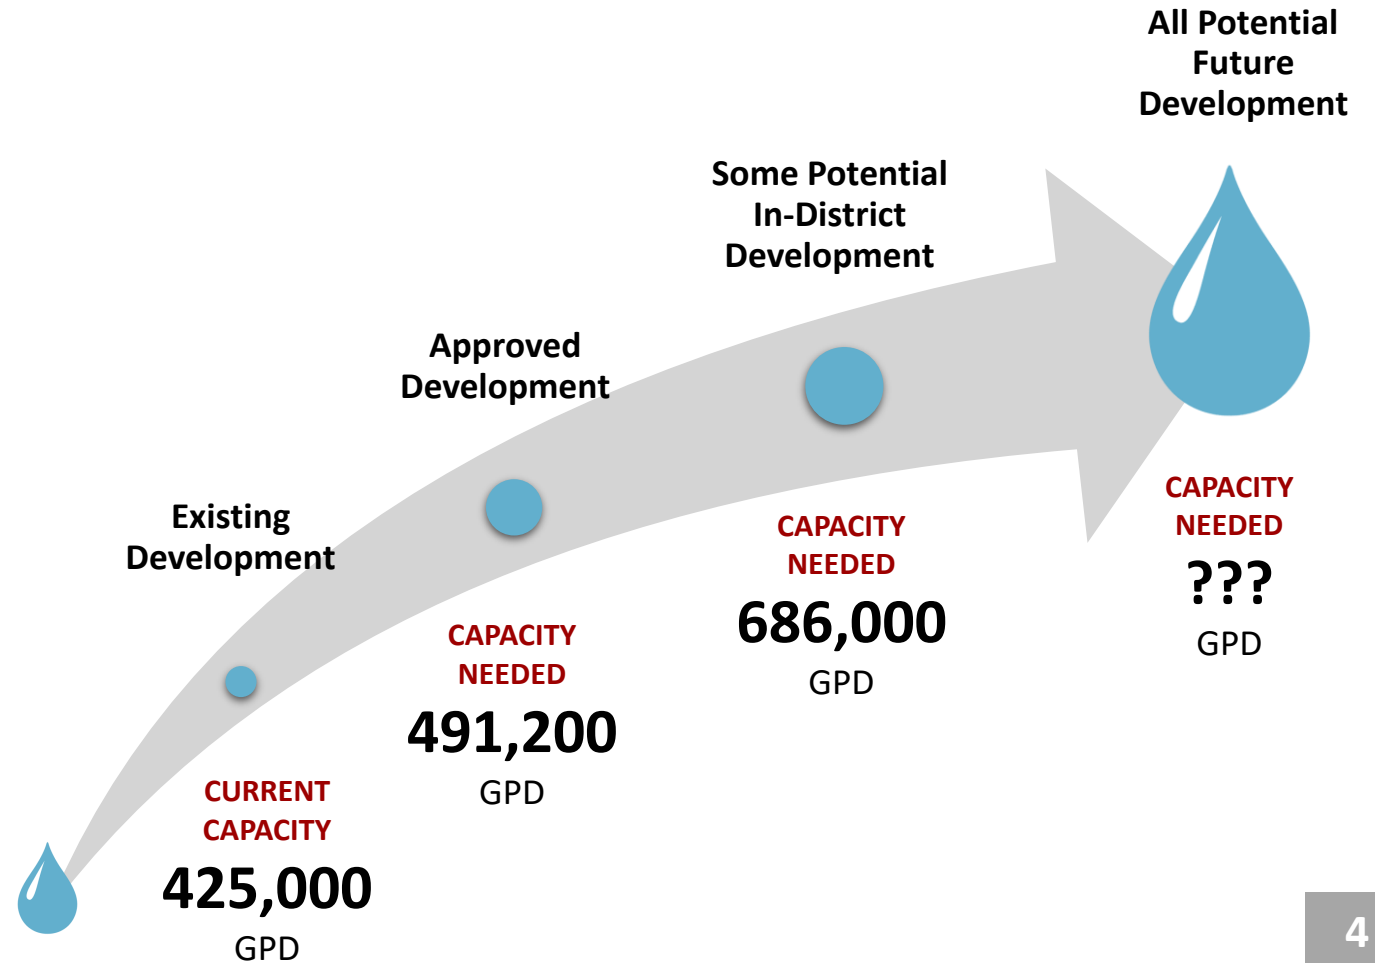 Existing
Development
CURRENT
CAPACITY
425,000
GPD
Approved
Development
CAPACITY
NEEDED
491,200
GPD
Some Potential
In-District
Development
CAPACITY
NEEDED
686,000
GPD
All Potential
Future
Development
CAPACITY
NEEDED
???
GPD
4